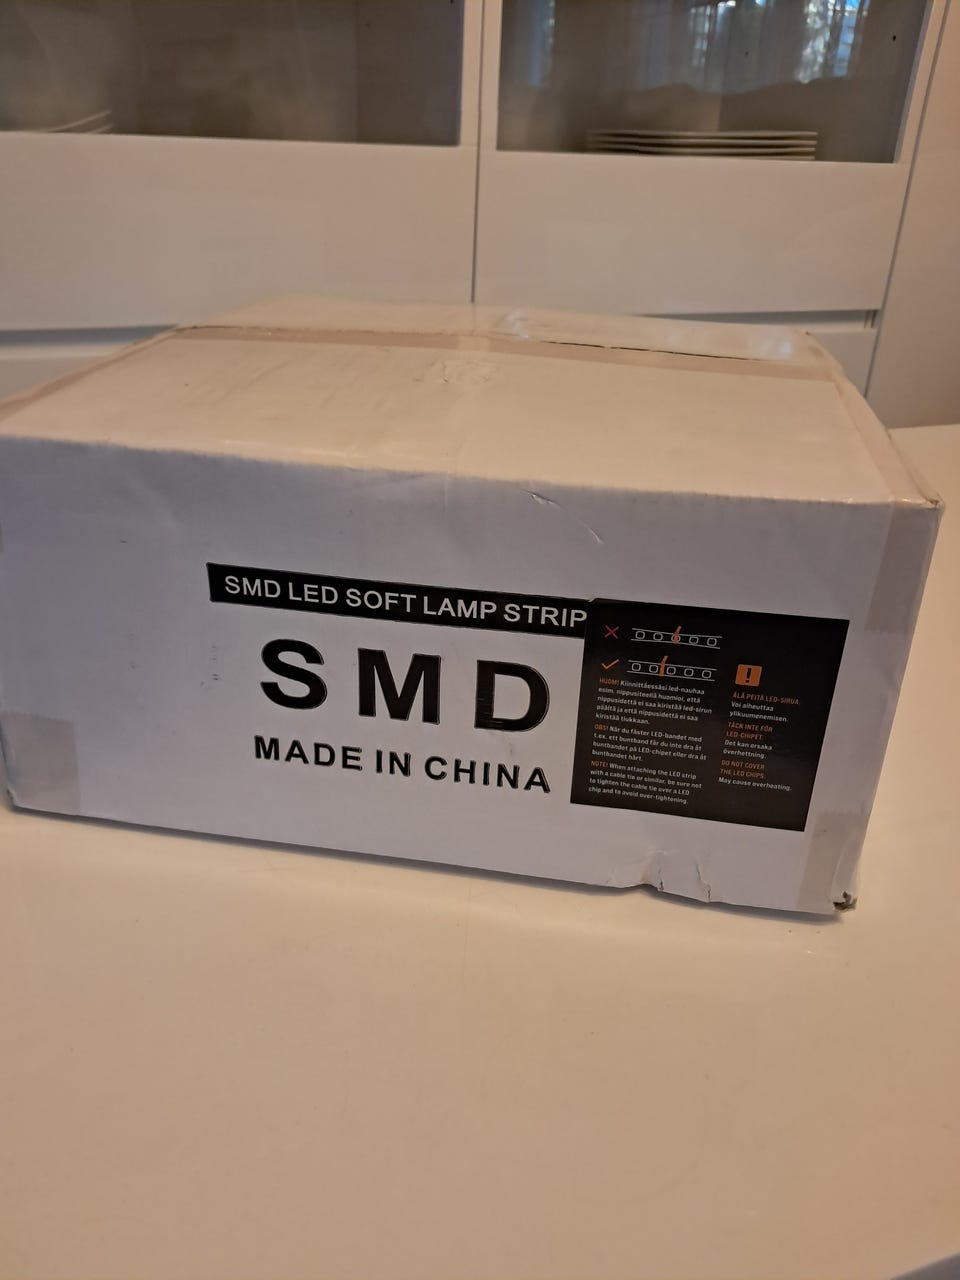 SMD LED SOFT LAMP STRIP
SMD
MADE IN CHINA
HUOM! Kiinnittäessäsi led-nauhaa
esim. nippusiteellä huomioi, että
nippusidettä ei saa kiristää led-sirun
päältä ja että nippusidettä ei saa
kiristää tiukkaan.
OBS! När du fäster LED-bandet med
t.ex. ett buntband får du inte dra åt
buntbandet på LED-chipet eller dra åt
buntbandet hårt.
NOTE! When attaching the LED strip
with a cable tie or similar, be sure not
to tighten the cable tie over a LED
chip and to avoid over-tightening.
!
ÄLÄ PEITÄ LED-SIRUA.
Voi aiheuttaa
ylikuumenemisen.
TÄCK INTE FÖR
LED-CHIPET.
Det kan orsaka
överhettning.
DO NOT COVER
THE LED CHIPS.
May cause overheating.